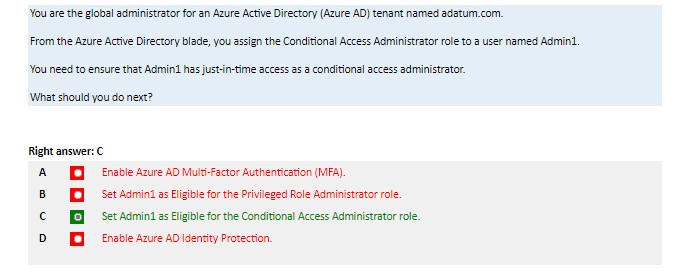 You are the global administrator for an Azure Active Directory (Azure AD) tenant named adatum.com.
From the Azure Active Directory blade, you assign the Conditional Access Administrator role to a user named Admin1.
You need to ensure that Admin1 has just-in-time access as a conditional access administrator.
What should you do next?
Right answer: C
A Enable Azure AD Multi-Factor Authentication (MFA).
B Set Admin1 as Eligible for the Privileged Role Administrator role.
C Set Admin1 as Eligible for the Conditional Access Administrator role.
D Enable Azure AD Identity Protection.